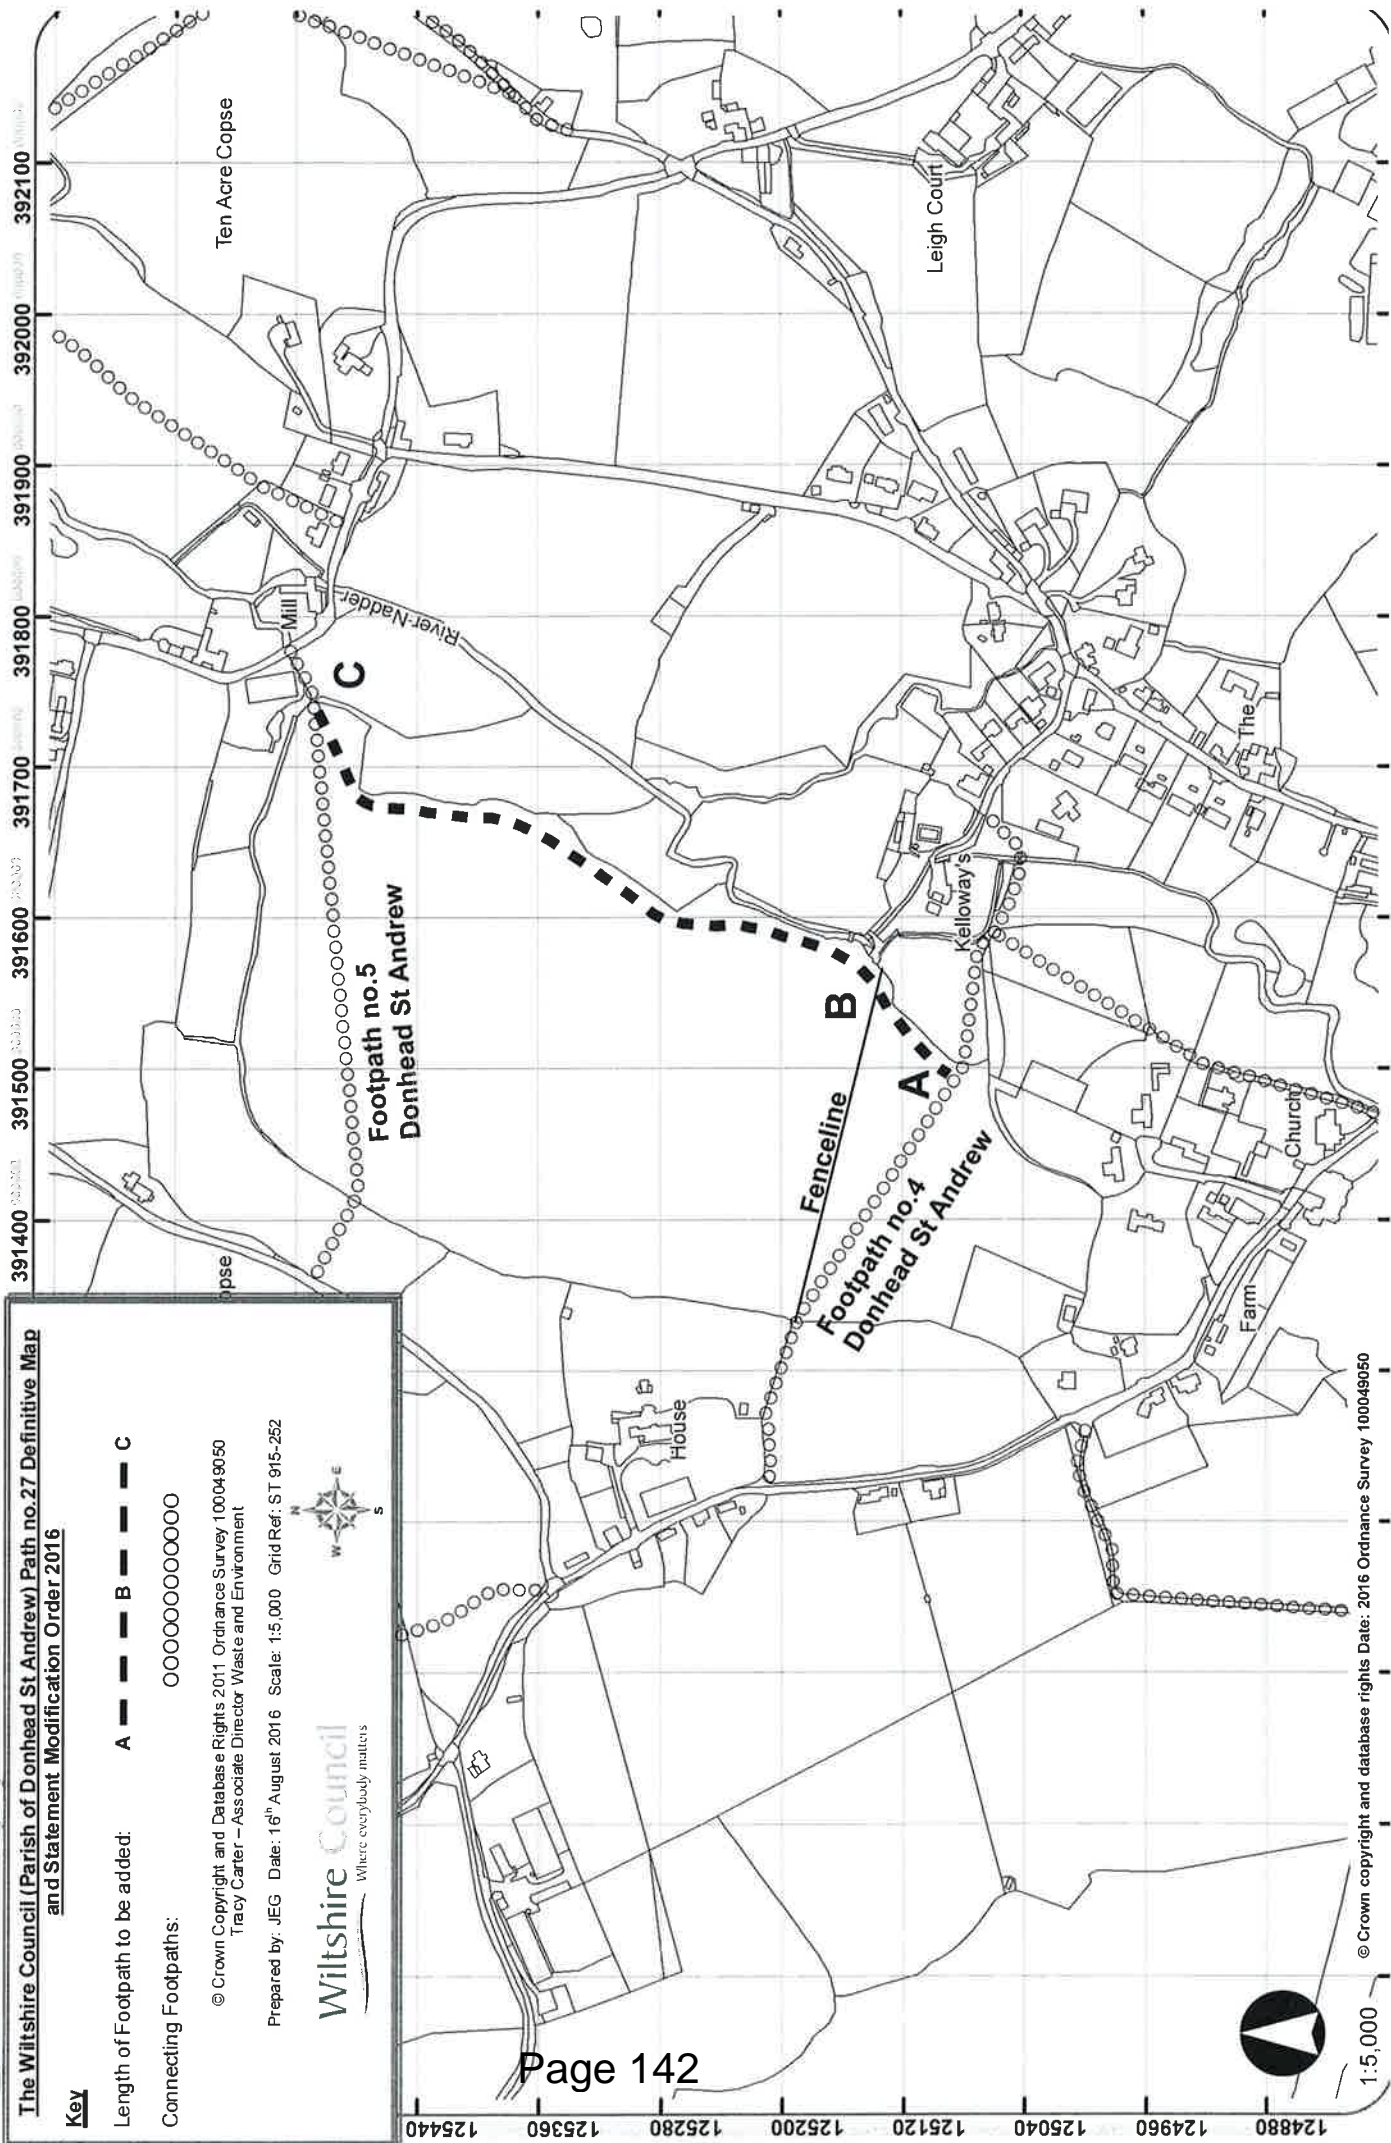 The Wiltshire Council (Parish of Donhead St Andrew) Path no.27 Definitive Map
and Statement Modification Order 2016
Key
Length of Footpath to be added:
A B C
Connecting Footpaths:
OOOOOOOOOOO
© Crown Copyright and Database Rights 2011 Ordnance Survey 100049050
Tracy Carter – Associate Director Waste and Environment
Prepared by: JEG Date: 16th August 2016 Scale: 1:5,000 Grid Ref: ST 915-252
Wiltshire Council
Where everybody matters
N
W E
S
391400 391500 391600 391700 391800 391900 392000 392100
125440
125360
125280
125200
125120
125040
124960
124880
opse
Ten Acre Copse
Mill
River Nadder
C
Footpath no.5
Donhead St Andrew
House
Fenceline
B
A
Footpath no.4
Donhead St Andrew
Kelloway's
Leigh Court
The
Church
Farm
1:5,000
© Crown copyright and database rights Date: 2016 Ordnance Survey 100049050
Page 142